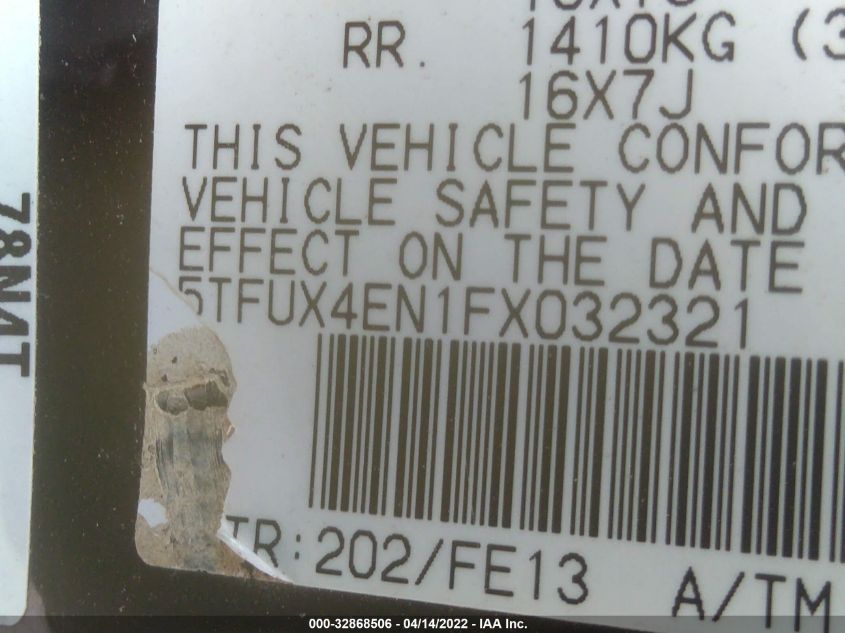 RR. 1410KG (3
16X7J
THIS VEHICLE CONFOR
VEHICLE SAFETY AND
EFFECT ON THE DATE
5TFUX4EN1FX032321
TR:202/FE13 A/TM
78N4T
000-32868506 - 04/14/2022 - IAA Inc.